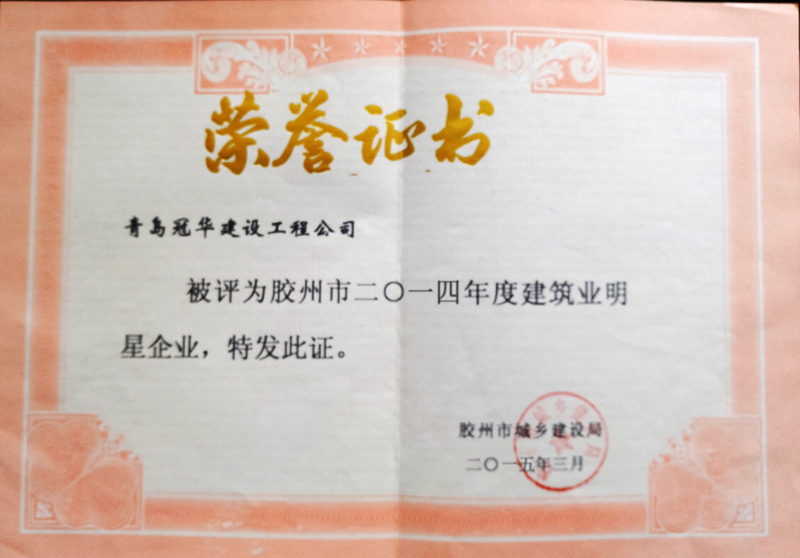 荣誉证书
青岛冠华建设工程公司
被评为胶州市二〇一四年度建筑业明
星企业，特发此证。
胶州市城乡建设局
二〇一五年三月